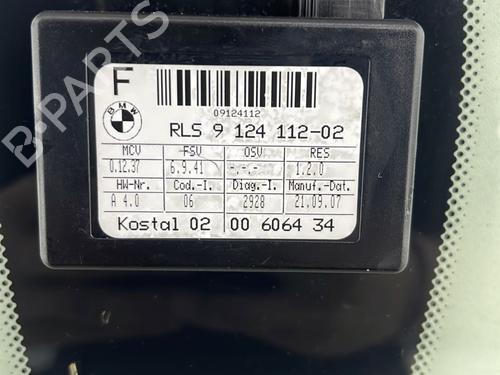 F
BMW
09124112
RLS 9 124 112-02
MCV FSV OSV RES
0.12.37 6.9.41 -.-.- 1.2.0
HW-Nr. Cod.-I. Diag.-I. Manuf.-Dat.
A 4.0 06 2928 21.09.07
Kostal 02 00 6064 34
B-PARTS